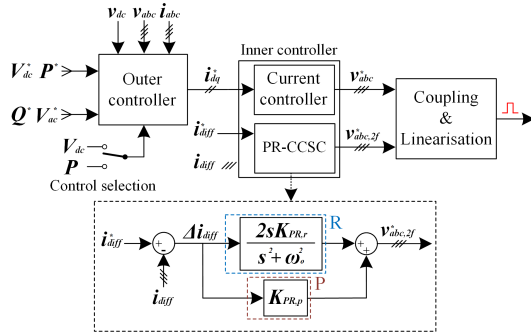 v_dc v_abc i_abc
Inner controller
V*_dc P*
Q* V*_ac
Outer
controller
i*_dq
Current
controller
v*_abc
i*_diff
PR-CCSC
v*_abc,2f
i_diff
Coupling
&
Linearisation
V_dc
P
Control selection
i*_diff
+
-
Δi_diff
i_diff
2sK_PR,r
s²+ω²_o
R
K_PR,p
P
+
+
v*_abc,2f